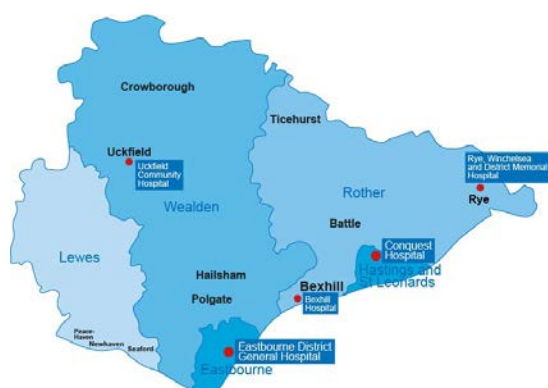 Crowborough
Ticehurst
Uckfield
Uckfield
Community
Hospital
Rye, Winchelsea
and District Memorial
Hospital
Rye
Rother
Wealden
Battle
Lewes
Conquest
Hospital
Hastings and
St Leonards
Hailsham
Polgate
Bexhill
Bexhill
Hospital
Peace-
Haven
Newhaven
Seaford
Eastbourne District
General Hospital
Eastbourne